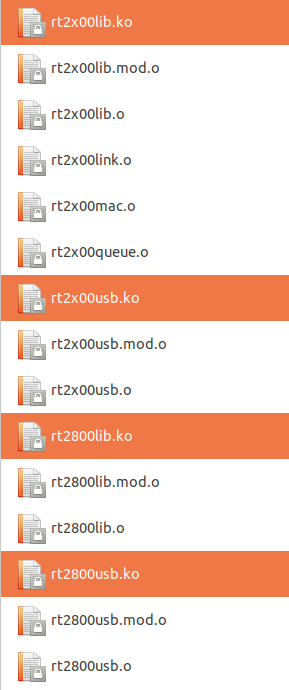 rt2x00lib.ko
rt2x00lib.mod.o
rt2x00lib.o
rt2x00link.o
rt2x00mac.o
rt2x00queue.o
rt2x00usb.ko
rt2x00usb.mod.o
rt2x00usb.o
rt2800lib.ko
rt2800lib.mod.o
rt2800lib.o
rt2800usb.ko
rt2800usb.mod.o
rt2800usb.o